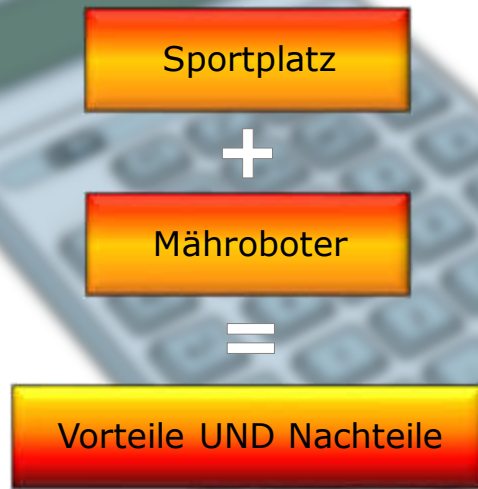 Sportplatz
+
Mähroboter
=
Vorteile UND Nachteile